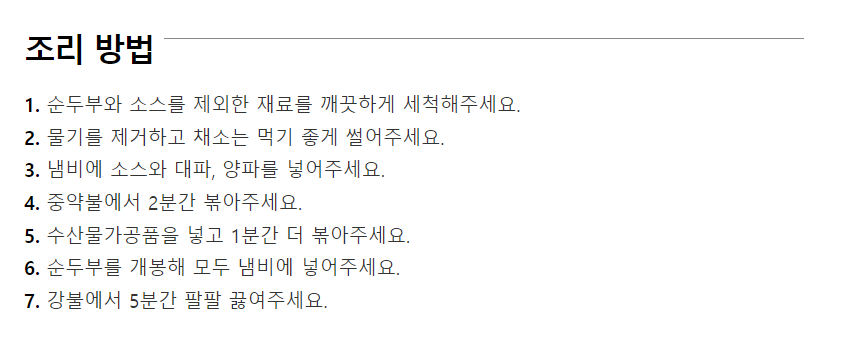 조리 방법
1. 순두부와 소스를 제외한 재료를 깨끗하게 세척해주세요.
2. 물기를 제거하고 채소는 먹기 좋게 썰어주세요.
3. 냄비에 소스와 대파, 양파를 넣어주세요.
4. 중약불에서 2분간 볶아주세요.
5. 수산물가공품을 넣고 1분간 더 볶아주세요.
6. 순두부를 개봉해 모두 냄비에 넣어주세요.
7. 강불에서 5분간 팔팔 끓여주세요.